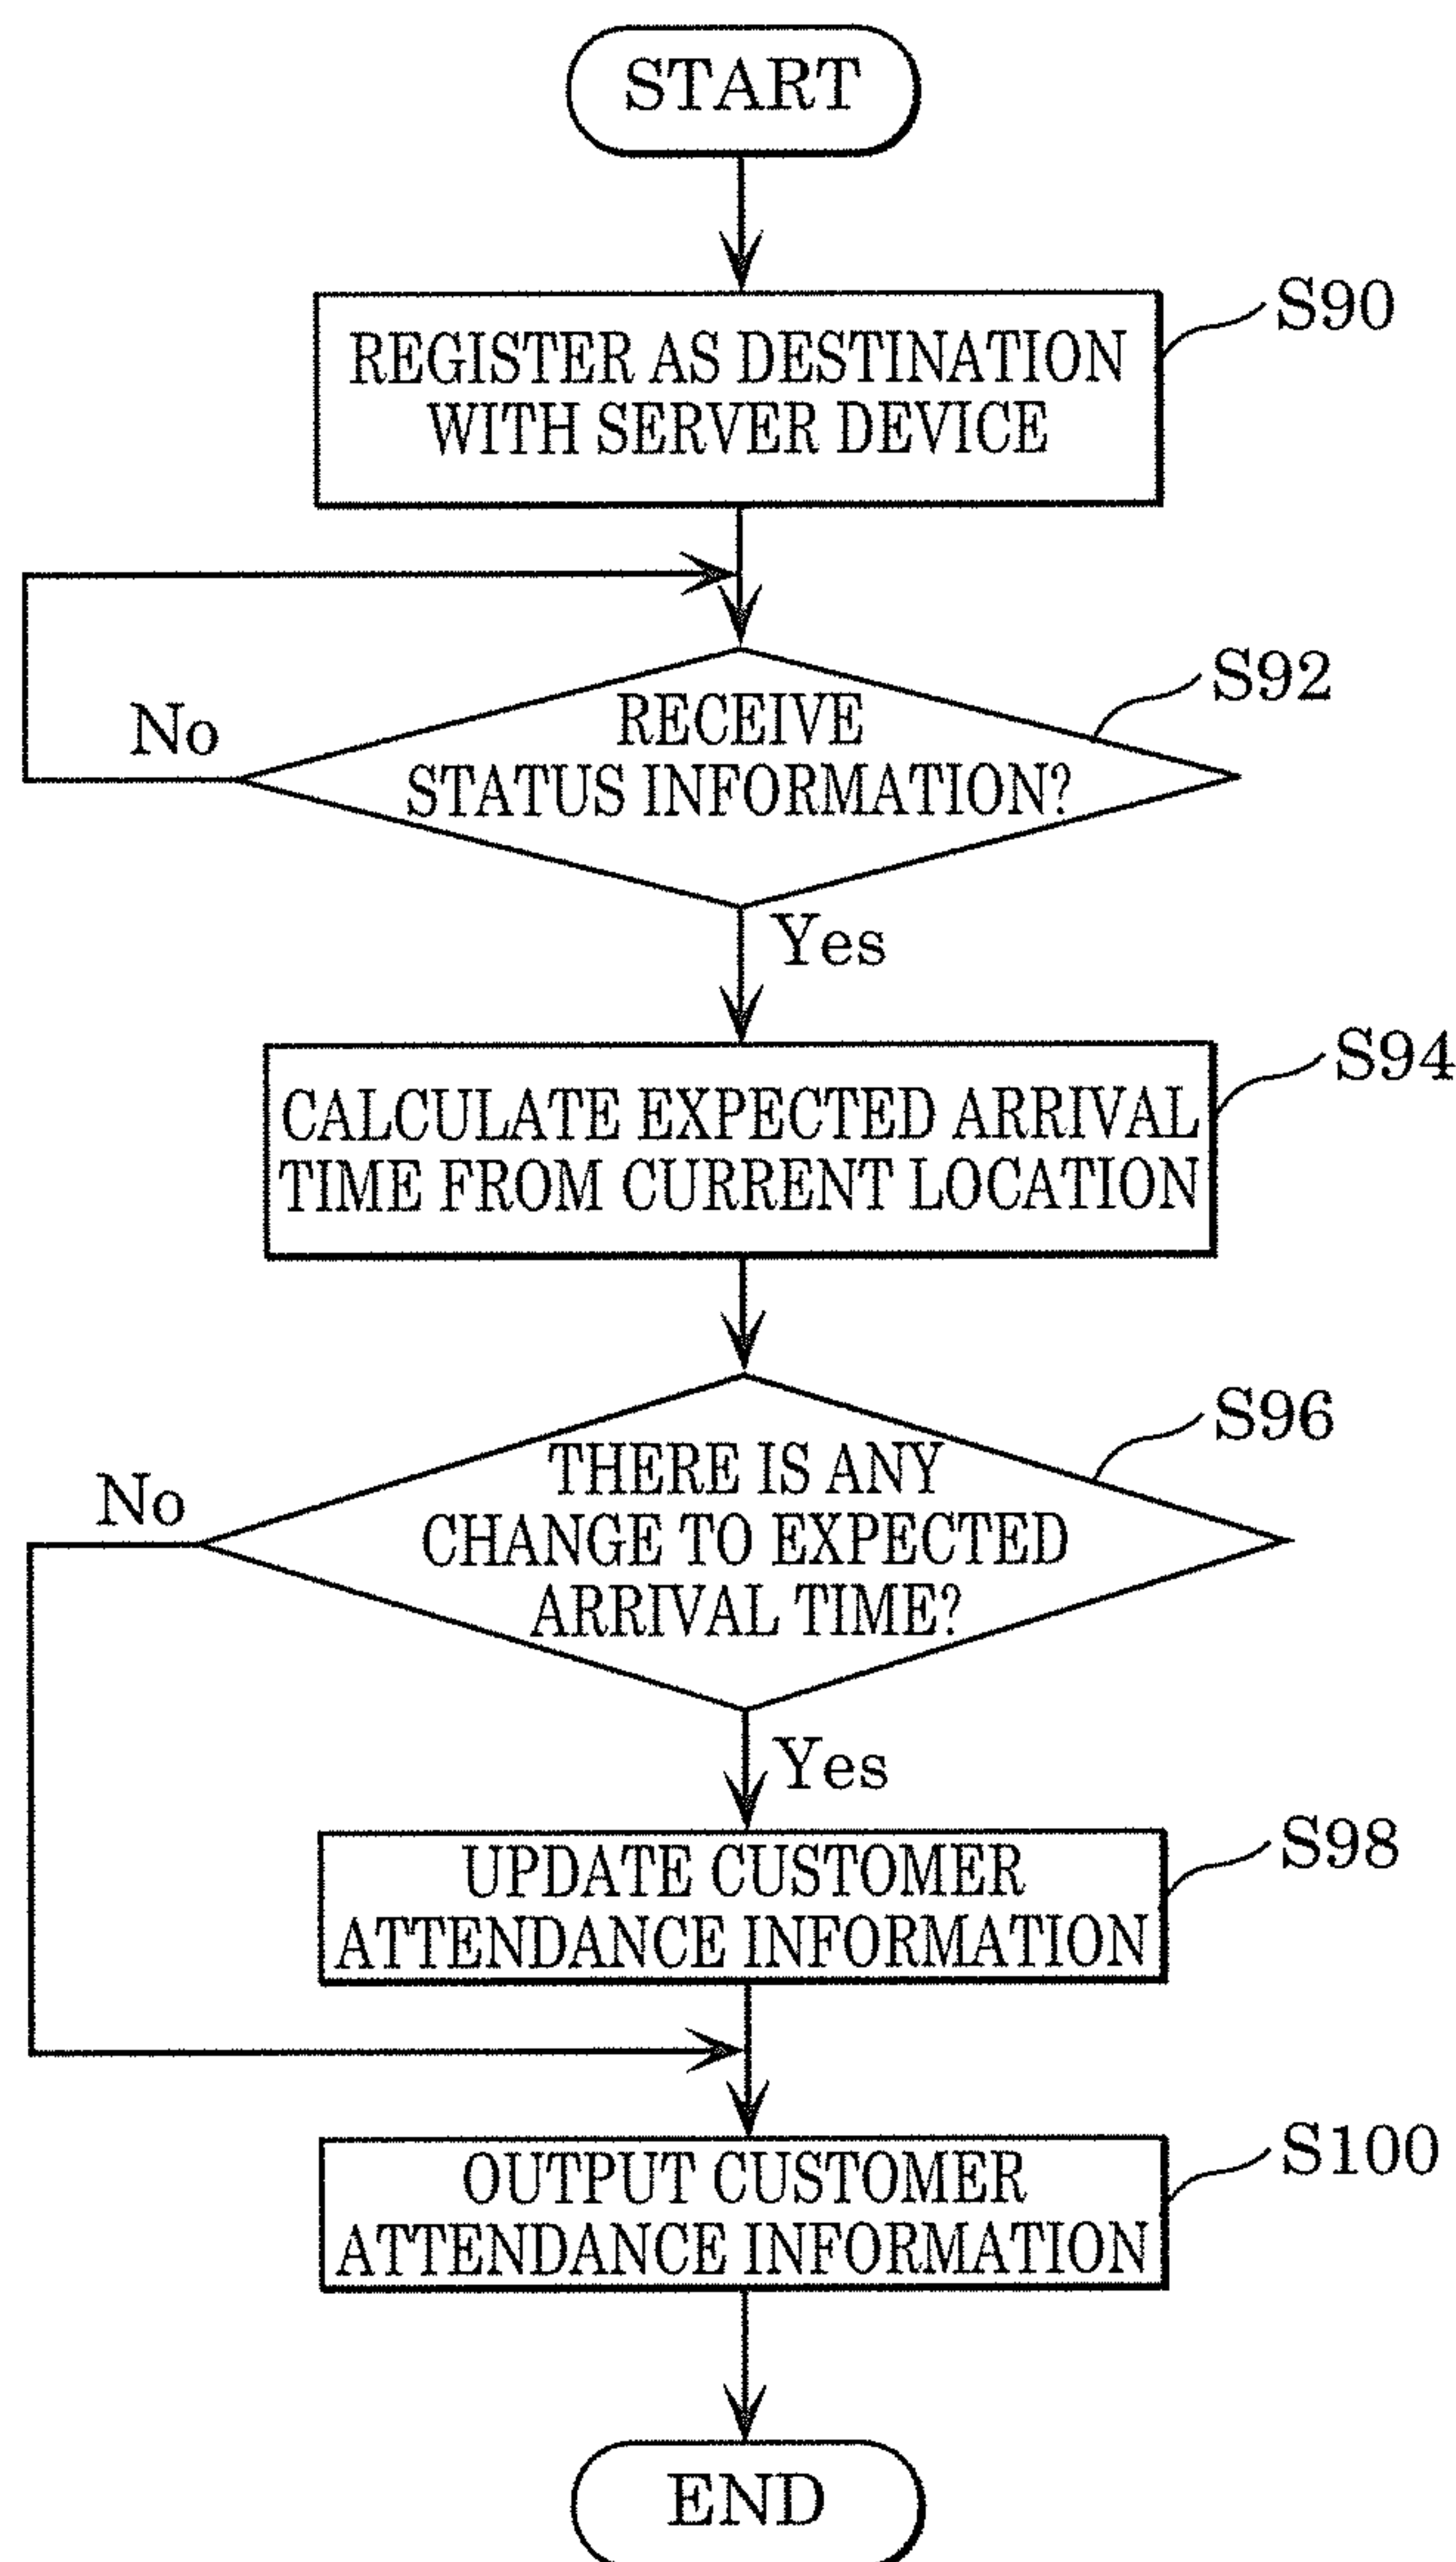 START
S90
REGISTER AS DESTINATION
WITH SERVER DEVICE
S92
No
RECEIVE
STATUS INFORMATION?
Yes
S94
CALCULATE EXPECTED ARRIVAL
TIME FROM CURRENT LOCATION
S96
No
THERE IS ANY
CHANGE TO EXPECTED
ARRIVAL TIME?
Yes
S98
UPDATE CUSTOMER
ATTENDANCE INFORMATION
S100
OUTPUT CUSTOMER
ATTENDANCE INFORMATION
END